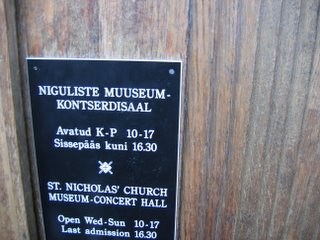 NIGULISTE MUUSEUM-
KONTSERDISAAL
Avatud K-P 10-17
Sissepääs kuni 16.30
ST. NICHOLAS' CHURCH
MUSEUM-CONCERT HALL
Open Wed-Sun 10-17
Last admission 16.30